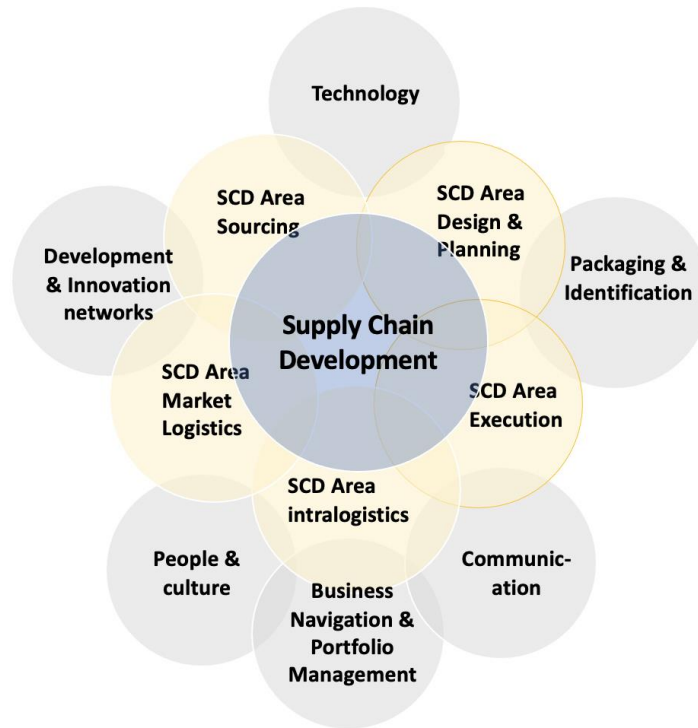 Technology
SCD Area
Sourcing
SCD Area
Design &
Planning
Development
& Innovation
networks
Packaging &
Identification
Supply Chain
Development
SCD Area
Market
Logistics
SCD Area
Execution
SCD Area
intralogistics
People &
culture
Business
Navigation &
Portfolio
Management
Communic-
ation